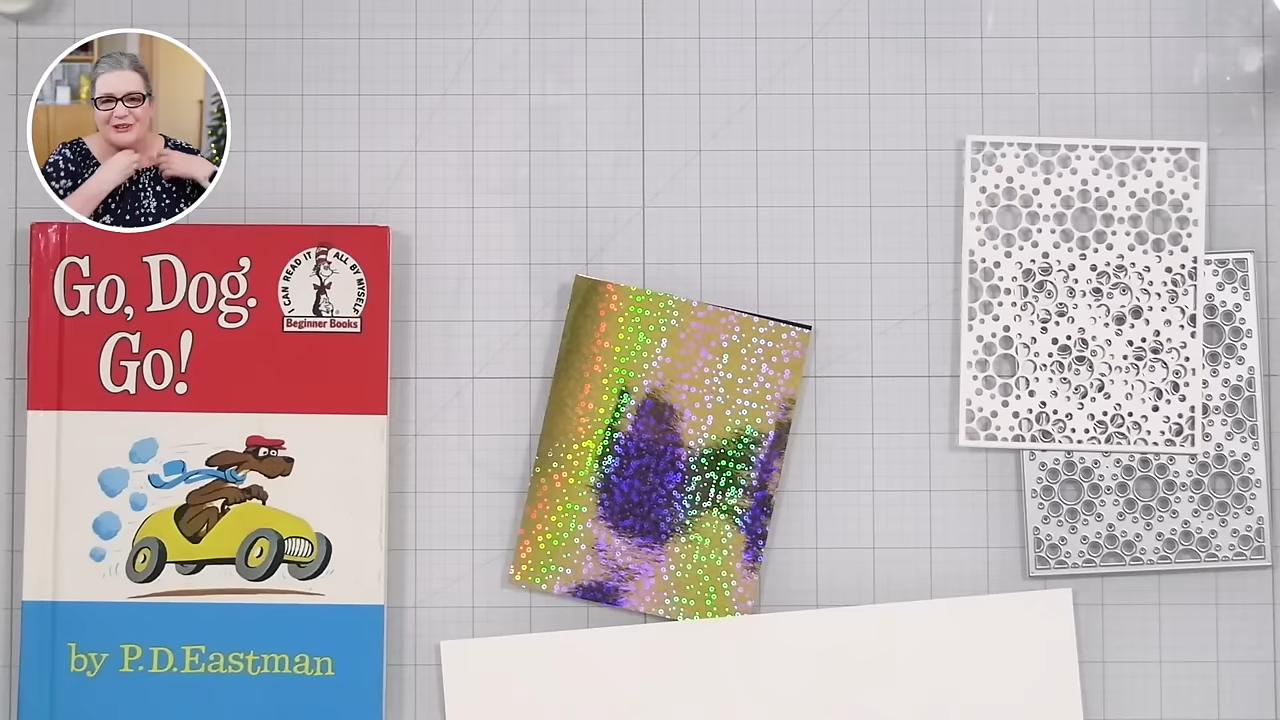 Go, Dog.
Go!
I CAN READ IT ALL BY MYSELF
Beginner Books
by P.D.Eastman